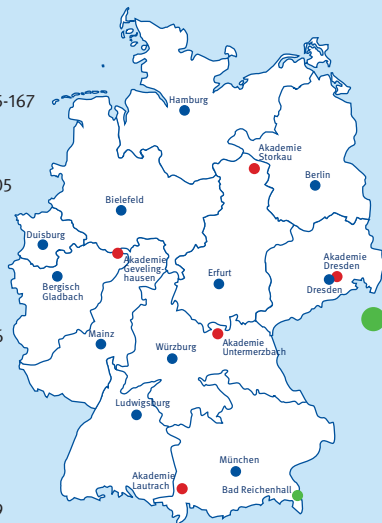 -167
Hamburg
Akademie
Storkau
Berlin
05
Bielefeld
Duisburg
Akademie
Geveling-
hausen
Akademie
Dresden
Erfurt
Bergisch
Gladbach
Dresden
Mainz
Würzburg
Akademie
Untermerzbach
Ludwigsburg
München
Akademie
Lautrach
Bad Reichenhall